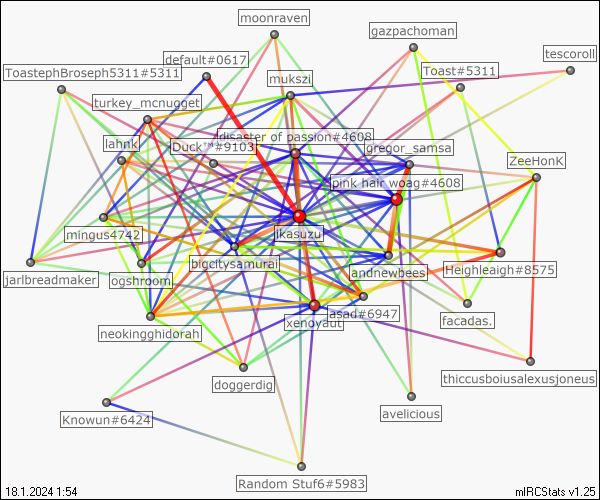 moonraven
gazpachoman
default#0617
tescoroll
ToastephBroseph5311#5311
mukszi
Toast#5311
turkey_mcnugget
disaster of passion#4608
lahnk
Duck™#9103
gregor_samsa
ZeeHonK
pink hair woag#4608
mingus4742
jkasuzu
bigcitysamurai
andnewbees
Heighleaigh#8575
jarlbreadmaker
ogshroom
asad#6947
facadas.
xenoyaut
neokingghidorah
thiccusboiusalexusjoneus
doggerdig
avelicious
Knowun#6424
Random Stuf6#5983
18.1.2024 1:54
mIRCStats v1.25